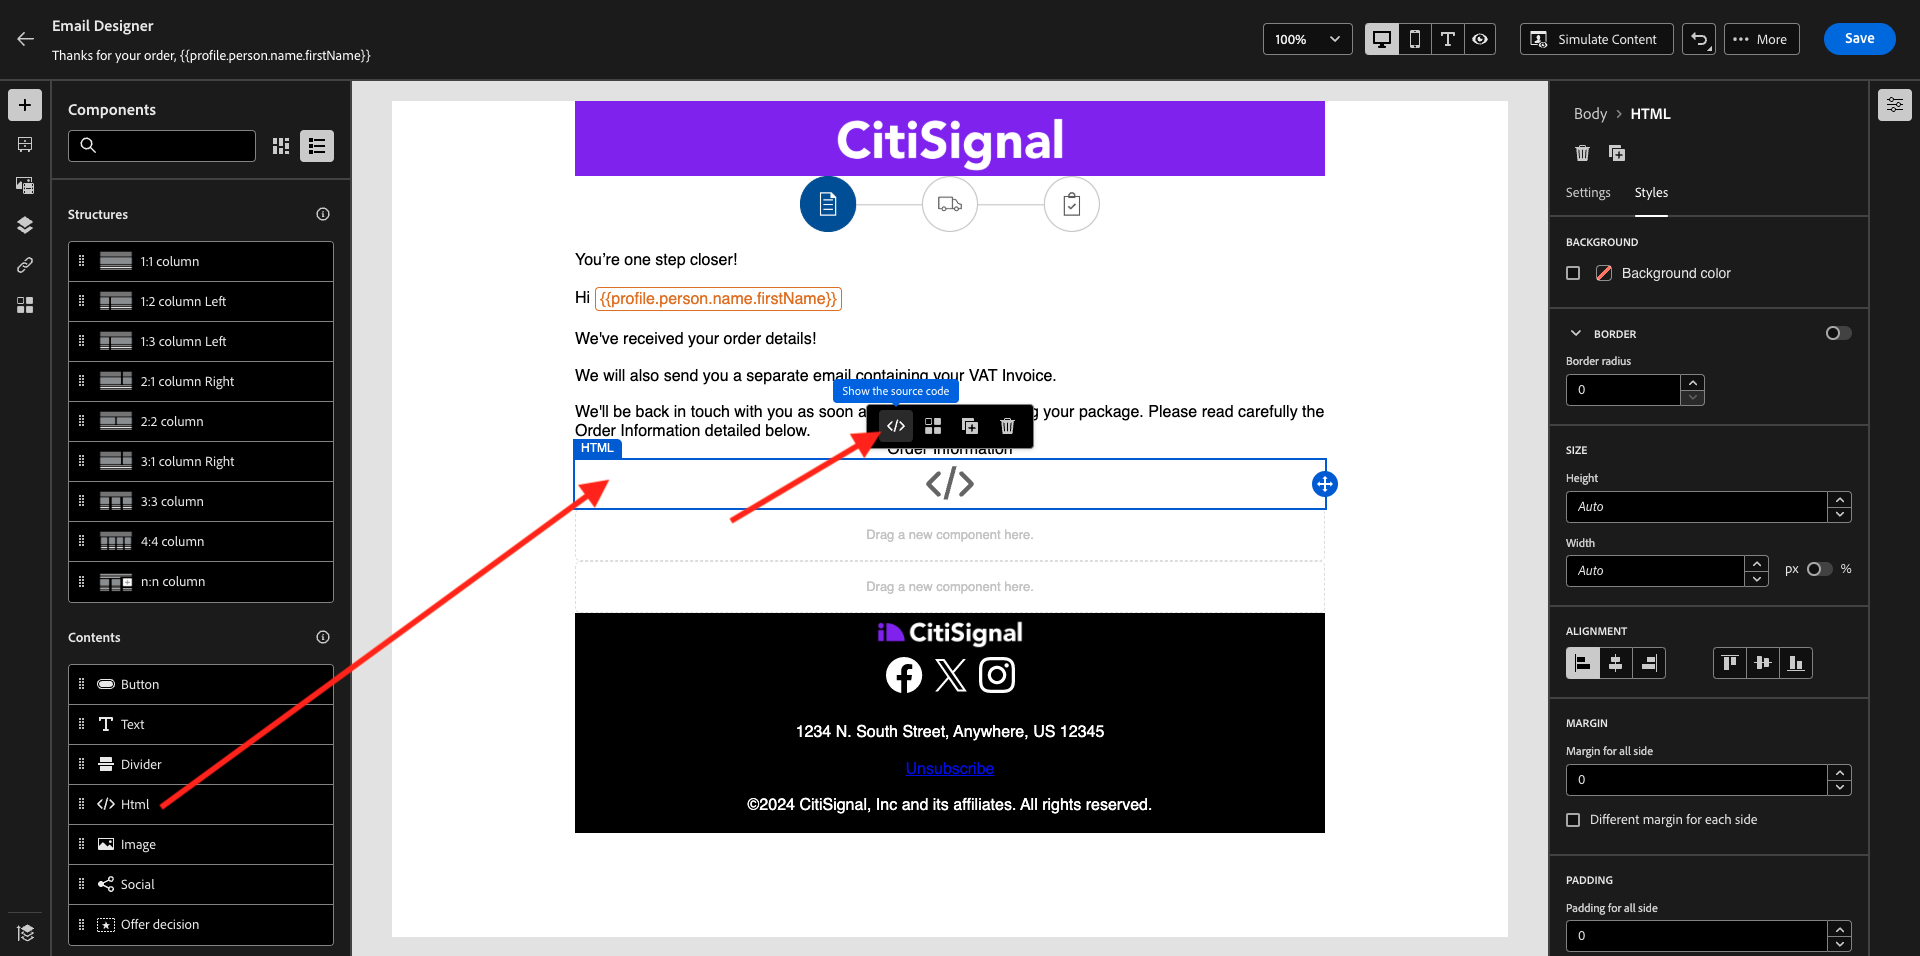 Email Designer
Thanks for your order, {{profile.person.name.firstName}}
100%
Simulate Content
More
Save
Components
Structures
1:1 column
1:2 column Left
1:3 column Left
2:1 column Right
2:2 column
3:1 column Right
3:3 column
4:4 column
n:n column
Contents
Button
Text
Divider
Html
Image
Social
Offer decision
CitiSignal
You're one step closer!
Hi {{profile.person.name.firstName}}
We've received your order details!
We will also send you a separate email containing your VAT Invoice.
Show the source code
We'll be back in touch with you as soon a g your package. Please read carefully the
Order Information detailed below.
HTML
Order Information
Drag a new component here.
Drag a new component here.
CitiSignal
1234 N. South Street, Anywhere, US 12345
Unsubscribe
©2024 CitiSignal, Inc and its affiliates. All rights reserved.
Body > HTML
Settings
Styles
BACKGROUND
Background color
BORDER
Border radius
0
SIZE
Height
Auto
Width
Auto
px
%
ALIGNMENT
MARGIN
Margin for all side
0
Different margin for each side
PADDING
Padding for all side
0